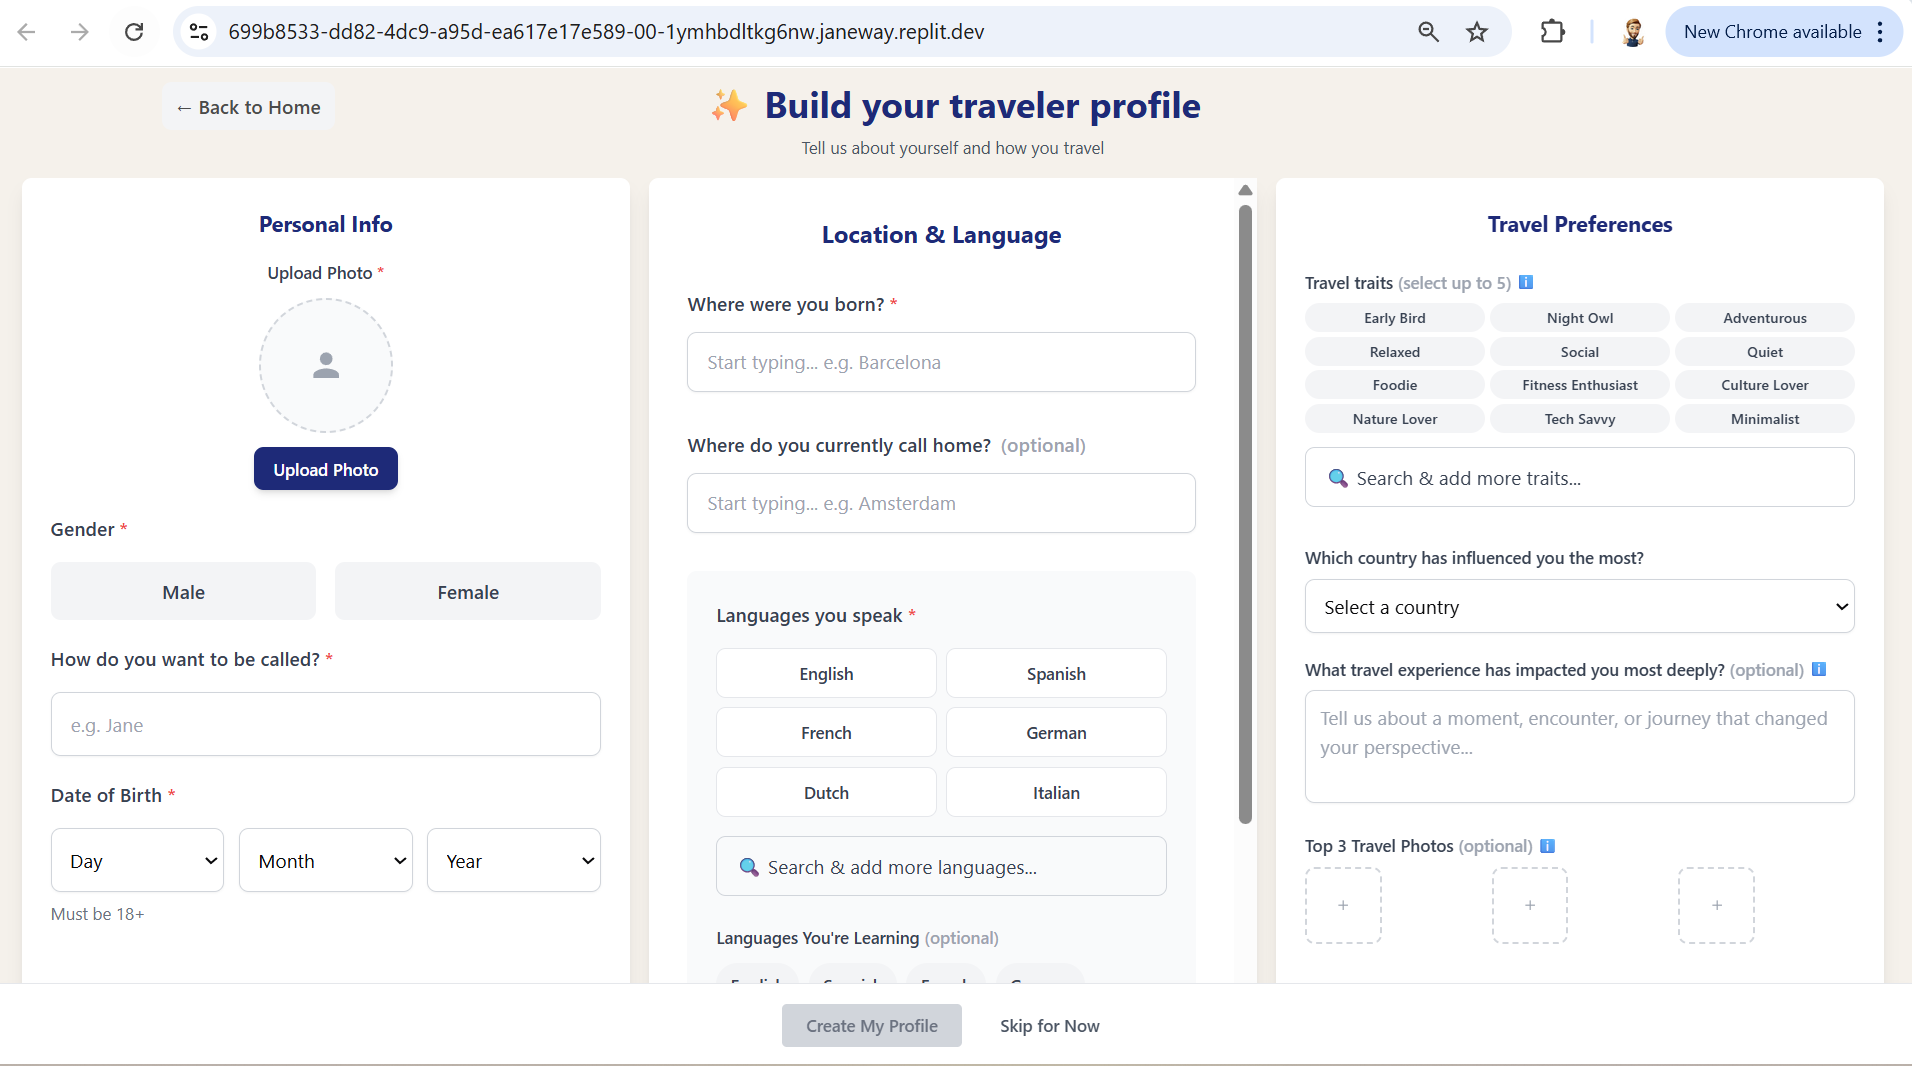 699b8533-dd82-4dc9-a95d-ea617e17e589-00-1ymhbdltkg6nw.janeway.replit.dev
New Chrome available
← Back to Home
✨ Build your traveler profile
Tell us about yourself and how you travel
Personal Info
Upload Photo *
Upload Photo
Gender *
Male
Female
How do you want to be called? *
e.g. Jane
Date of Birth *
Day
Month
Year
Must be 18+
Location & Language
Where were you born? *
Start typing... e.g. Barcelona
Where do you currently call home? (optional)
Start typing... e.g. Amsterdam
Languages you speak *
English
Spanish
French
German
Dutch
Italian
🔍 Search & add more languages...
Languages You're Learning (optional)
Travel Preferences
Travel traits (select up to 5) ℹ️
Early Bird
Night Owl
Adventurous
Relaxed
Social
Quiet
Foodie
Fitness Enthusiast
Culture Lover
Nature Lover
Tech Savvy
Minimalist
🔍 Search & add more traits...
Which country has influenced you the most?
Select a country
What travel experience has impacted you most deeply? (optional) ℹ️
Tell us about a moment, encounter, or journey that changed
your perspective...
Top 3 Travel Photos (optional) ℹ️
+
+
+
Create My Profile
Skip for Now